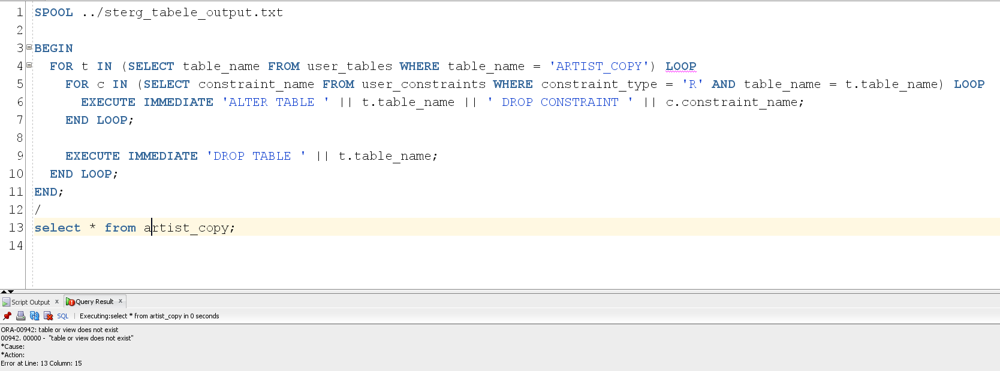 1 SPOOL ../sterg_tabele_output.txt
2
3 BEGIN
4 FOR t IN (SELECT table_name FROM user_tables WHERE table_name = 'ARTIST_COPY') LOOP
5 FOR c IN (SELECT constraint_name FROM user_constraints WHERE constraint_type = 'R' AND table_name = t.table_name) LOOP
6 EXECUTE IMMEDIATE 'ALTER TABLE ' || t.table_name || ' DROP CONSTRAINT ' || c.constraint_name;
7 END LOOP;
8
9 EXECUTE IMMEDIATE 'DROP TABLE ' || t.table_name;
10 END LOOP;
11 END;
12 /
13 select * from artist_copy;
14
Script Output x Query Result x
SQL | Executing:select * from artist_copy in 0 seconds
ORA-00942: table or view does not exist
00942. 00000 - "table or view does not exist"
*Cause:
*Action:
Error at Line: 13 Column: 15